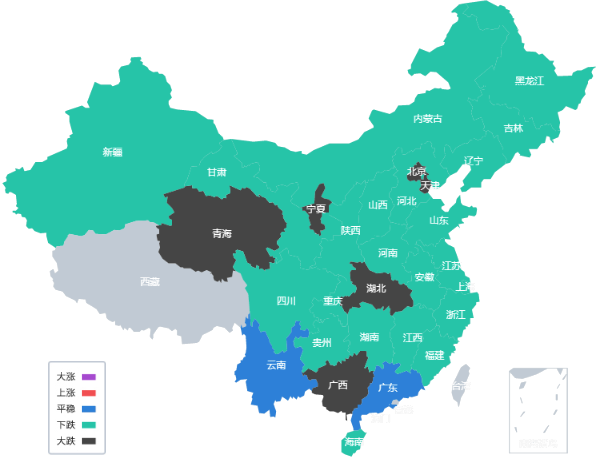 黑龙江
内蒙古
吉林
新疆
辽宁
甘肃
北京
天津
河北
山西
宁夏
山东
陕西
青海
河南
江苏
安徽
西藏
上海
湖北
四川
重庆
浙江
湖南
江西
贵州
福建
云南
广西
广东
台湾
海南
大涨
上涨
平稳
下跌
大跌